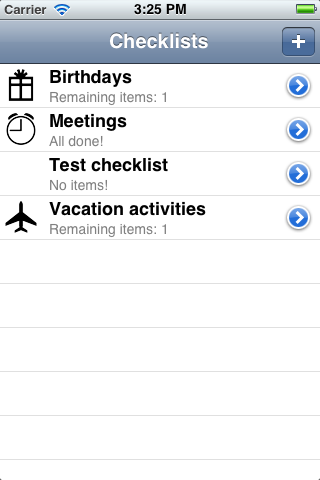 Carrier 3:25 PM
Checklists +
Birthdays
Remaining items: 1
Meetings
All done!
Test checklist
No items!
Vacation activities
Remaining items: 1